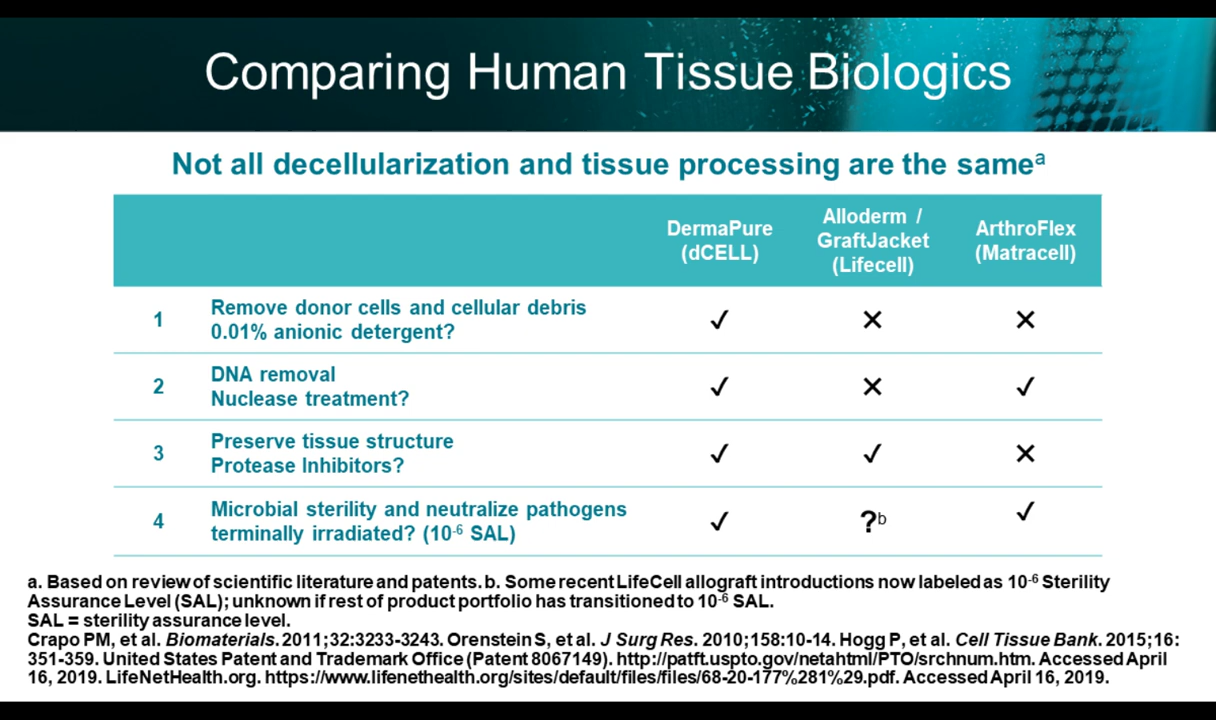 Comparing Human Tissue Biologics
Not all decellularization and tissue processing are the sameᵃ
DermaPure
(dCELL)
Alloderm /
GraftJacket
(Lifecell)
ArthroFlex
(Matracell)
1
Remove donor cells and cellular debris
0.01% anionic detergent?
✓ ✕ ✕
2
DNA removal
Nuclease treatment?
✓ ✕ ✓
3
Preserve tissue structure
Protease Inhibitors?
✓ ✓ ✕
4
Microbial sterility and neutralize pathogens
terminally irradiated? (10⁻⁶ SAL)
✓ ?ᵇ ✓
a. Based on review of scientific literature and patents. b. Some recent LifeCell allograft introductions now labeled as 10⁻⁶ Sterility
Assurance Level (SAL); unknown if rest of product portfolio has transitioned to 10⁻⁶ SAL.
SAL = sterility assurance level.
Crapo PM, et al. Biomaterials. 2011;32:3233-3243. Orenstein S, et al. J Surg Res. 2010;158:10-14. Hogg P, et al. Cell Tissue Bank. 2015;16:
351-359. United States Patent and Trademark Office (Patent 8067149). http://patft.uspto.gov/netahtml/PTO/srchnum.htm. Accessed April
16, 2019. LifeNetHealth.org. https://www.lifenethealth.org/sites/default/files/files/68-20-177%281%29.pdf. Accessed April 16, 2019.